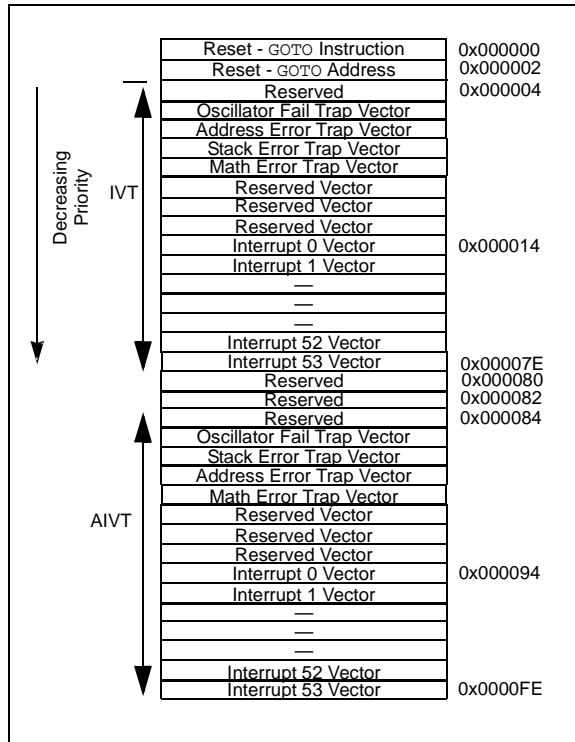 Reset - GOTO Instruction 0x000000
Reset - GOTO Address 0x000002
Reserved 0x000004
Oscillator Fail Trap Vector
Address Error Trap Vector
Stack Error Trap Vector
Math Error Trap Vector
Reserved Vector
Reserved Vector
Reserved Vector
Interrupt 0 Vector 0x000014
Interrupt 1 Vector
—
—
—
Interrupt 52 Vector
Interrupt 53 Vector 0x00007E
Reserved 0x000080
Reserved 0x000082
Reserved 0x000084
Oscillator Fail Trap Vector
Stack Error Trap Vector
Address Error Trap Vector
Math Error Trap Vector
Reserved Vector
Reserved Vector
Reserved Vector
Interrupt 0 Vector 0x000094
Interrupt 1 Vector
—
—
—
Interrupt 52 Vector
Interrupt 53 Vector 0x0000FE
Decreasing
Priority
IVT
AIVT